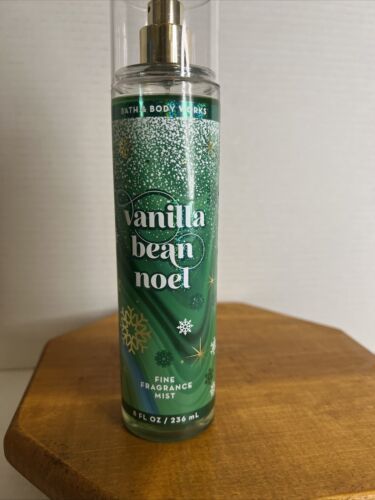 BATH & BODY WORKS
vanilla
bean
noel
FINE
FRAGRANCE
MIST
8 FL OZ / 236 mL